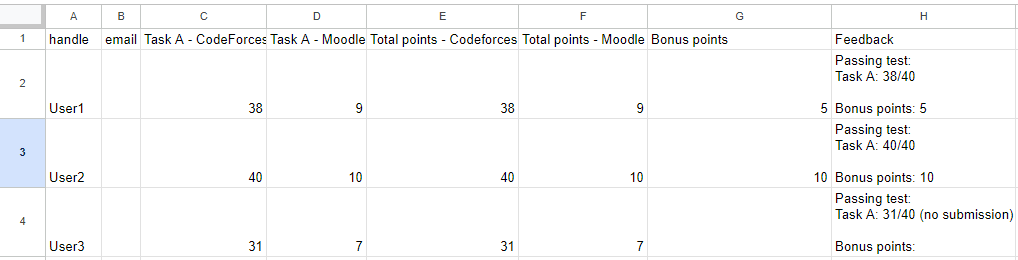 A B C D E F G H
1 handle email Task A - CodeForces Task A - Moodle Total points - Codeforces Total points - Moodle Bonus points Feedback
Passing test:
Task A: 38/40
2
User1 38 9 38 9 5 Bonus points: 5
Passing test:
Task A: 40/40
3
User2 40 10 40 10 10 Bonus points: 10
Passing test:
Task A: 31/40 (no submission)
4
User3 31 7 31 7 Bonus points: